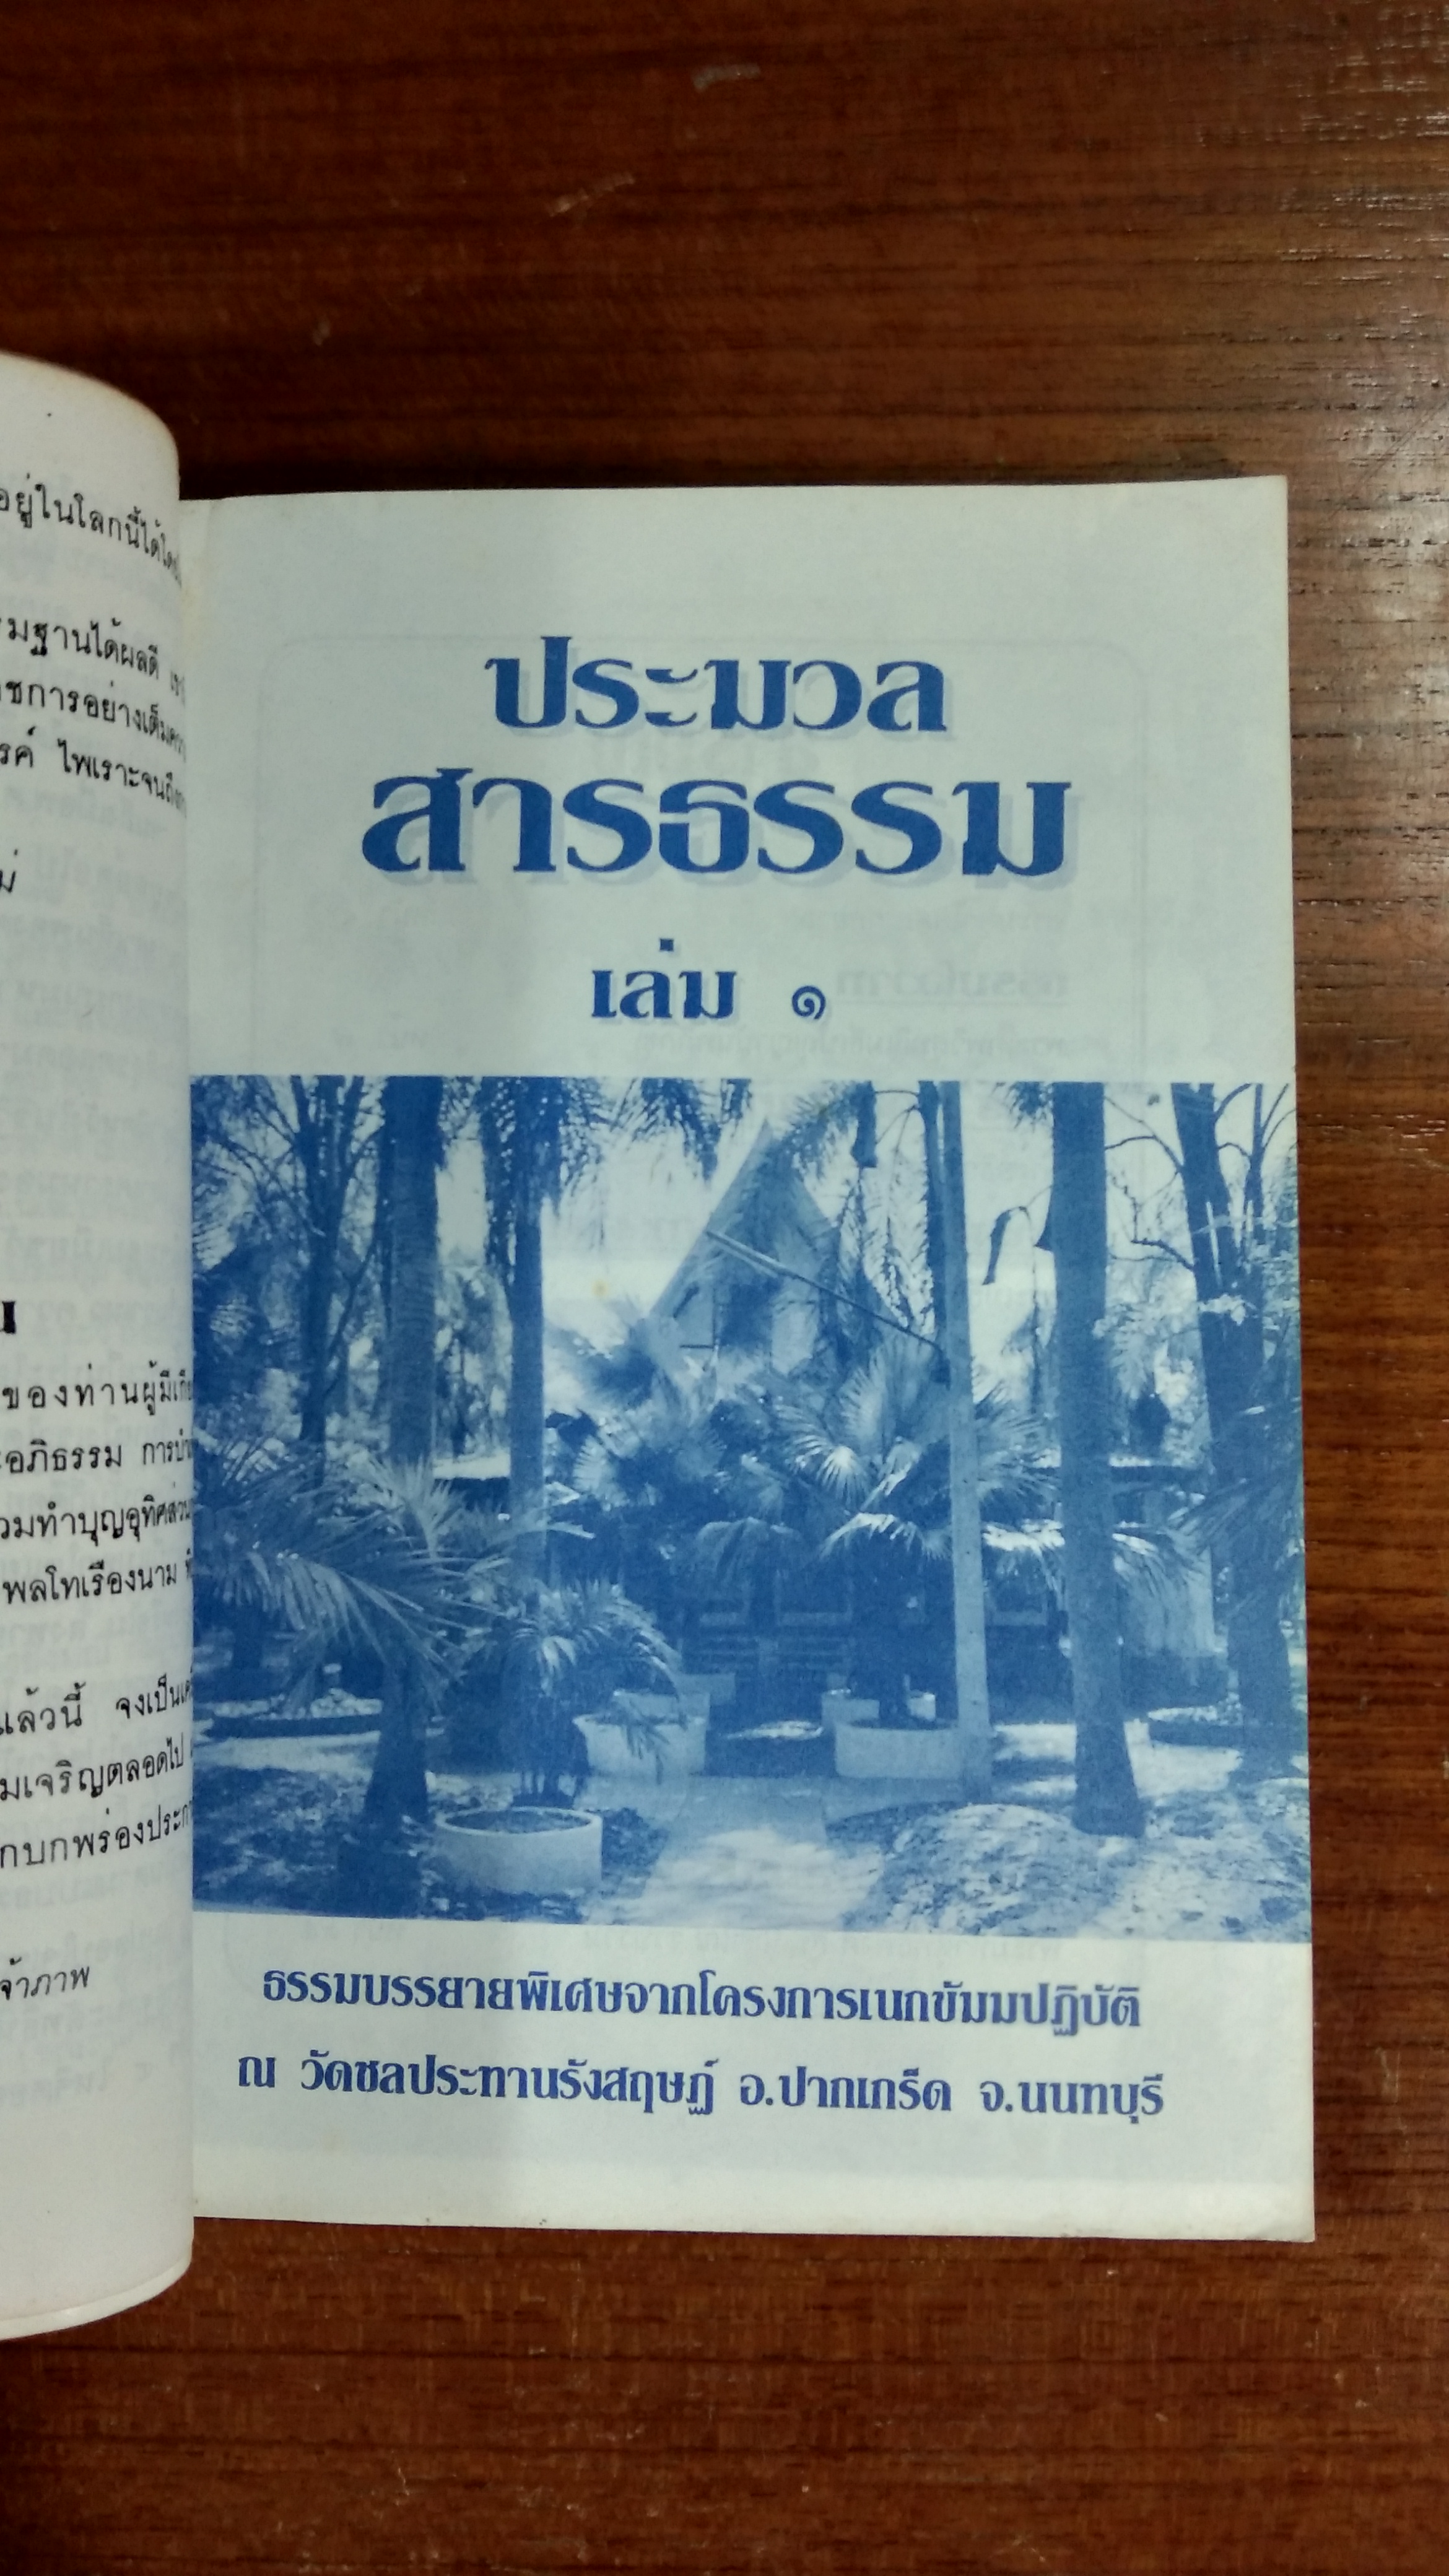 อยู่ในโลกนี้ได้โดย
มฐานได้ผลดี
ชการอย่างเต็ม
รค์ ไพเราะจนถึง
ของท่านผู้มี
อภิธรรม การ
วมทำบุญอุทิศส่วน
พลโทเรืองนาม
แล้วนี้ จงเป็น
มเจริญตลอดไป
กบกพร่องประ
จ้าภาพ
ประมวล
สารธรรม
เล่ม ๑
ธรรมบรรยายพิเศษจากโครงการเนกขัมมปฏิบัติ
ณ วัดชลประทานรังสฤษฏ์ อ.ปากเกร็ด จ.นนทบุรี